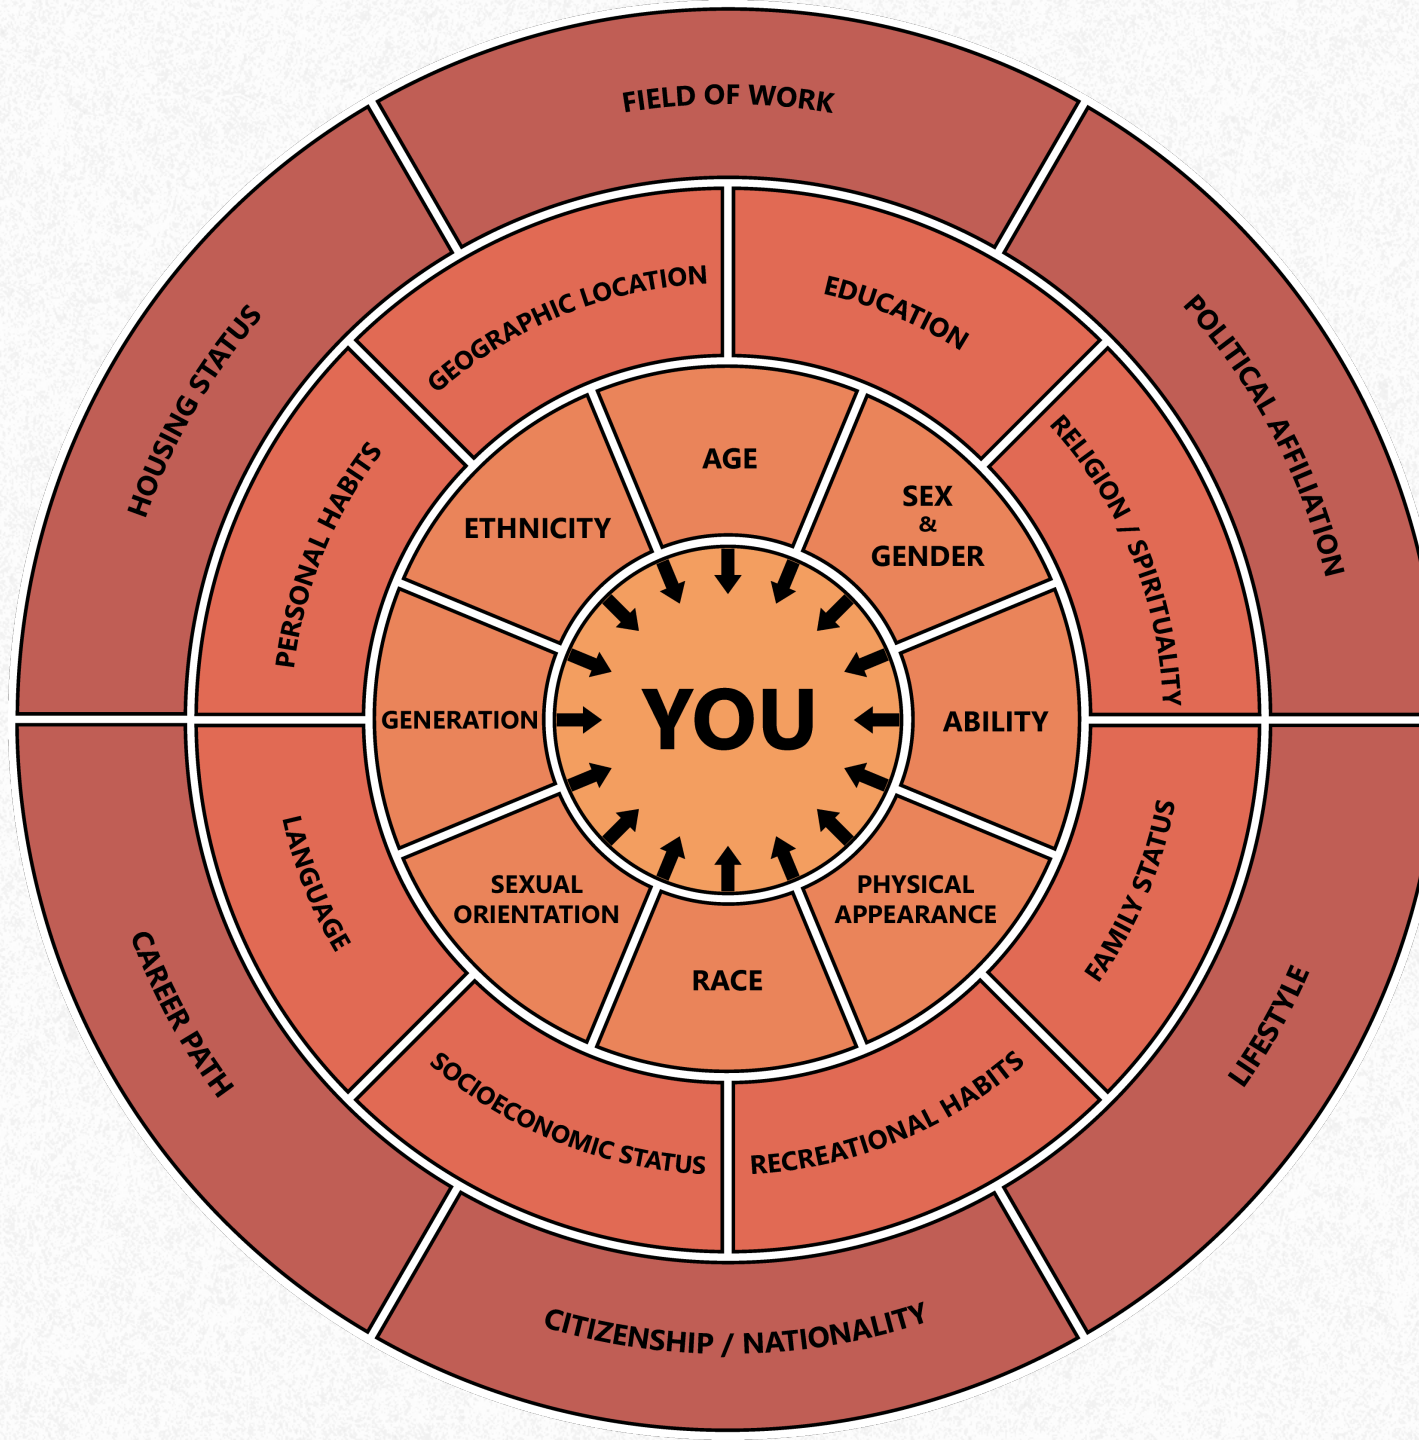 FIELD OF WORK
POLITICAL AFFILIATION
LIFESTYLE
CITIZENSHIP / NATIONALITY
CAREER PATH
HOUSING STATUS
GEOGRAPHIC LOCATION
EDUCATION
RELIGION / SPIRITUALITY
FAMILY STATUS
RECREATIONAL HABITS
SOCIOECONOMIC STATUS
LANGUAGE
PERSONAL HABITS
AGE
SEX
&
GENDER
ABILITY
PHYSICAL
APPEARANCE
RACE
SEXUAL
ORIENTATION
GENERATION
ETHNICITY
YOU